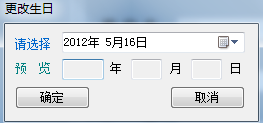 更改生日
请选择 2012年 5月16日
预 览 年 月 日
确定 取消